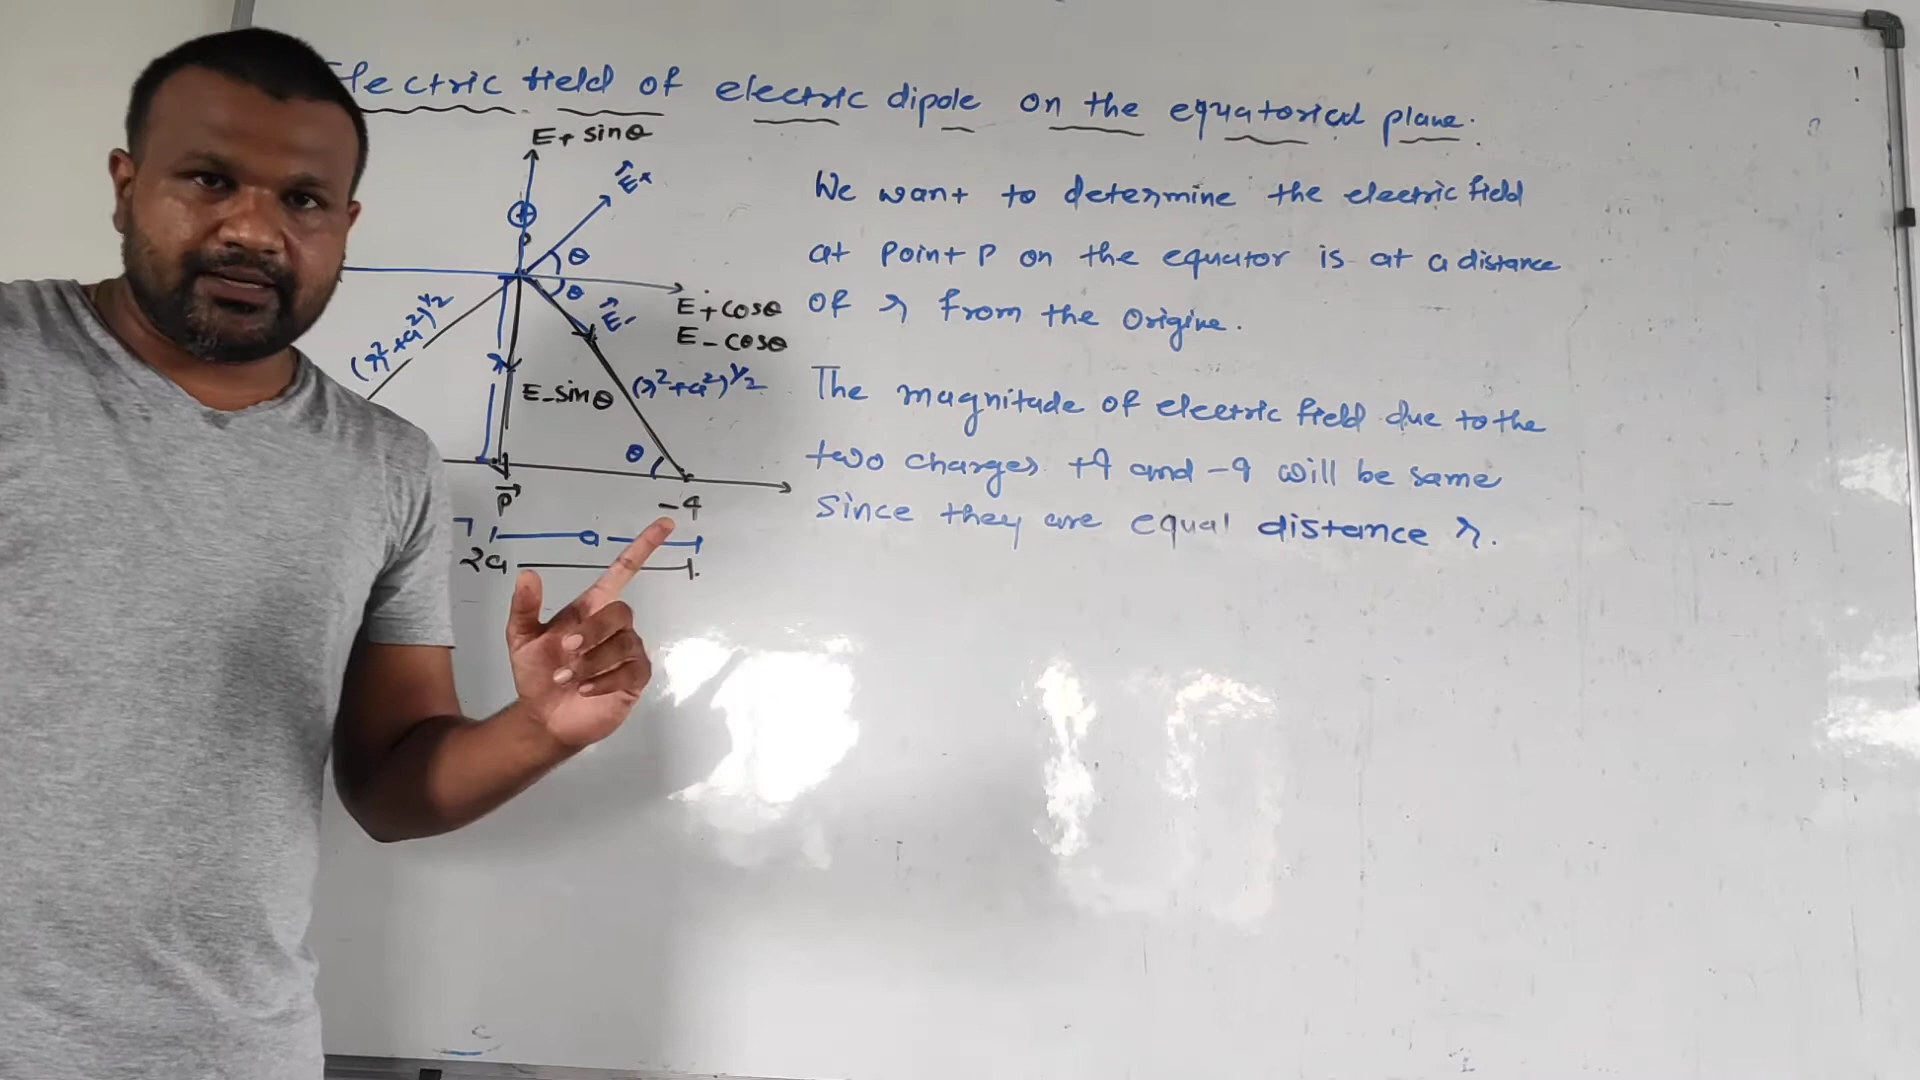 lectric field of electric dipole on the equatorical plane.
E+ sinθ
E+
θ
P
θ
E-
E+cosθ
E-cosθ
(r²+a²)^1/2
r
E-sinθ
(r²+a²)^1/2
θ
P
-q
a
2a
We want to determine the electric field
at point P on the equator is at a distance
of r from the origine.
The magnitude of electric field due to the
two charges +q and -q will be same
since they are equal distance r.